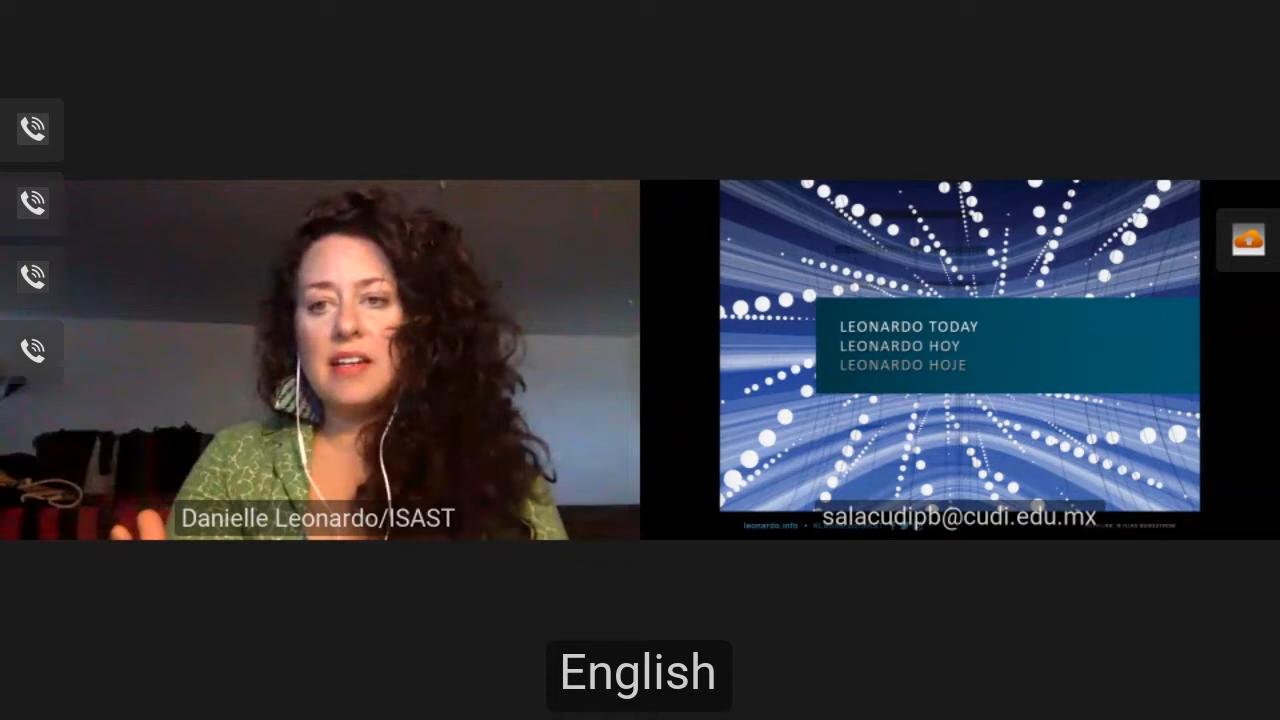 LEONARDO TODAY
LEONARDO HOY
LEONARDO HOJE
Danielle Leonardo/ISAST
salacudipb@cudi.edu.mx
leonardo.info
English